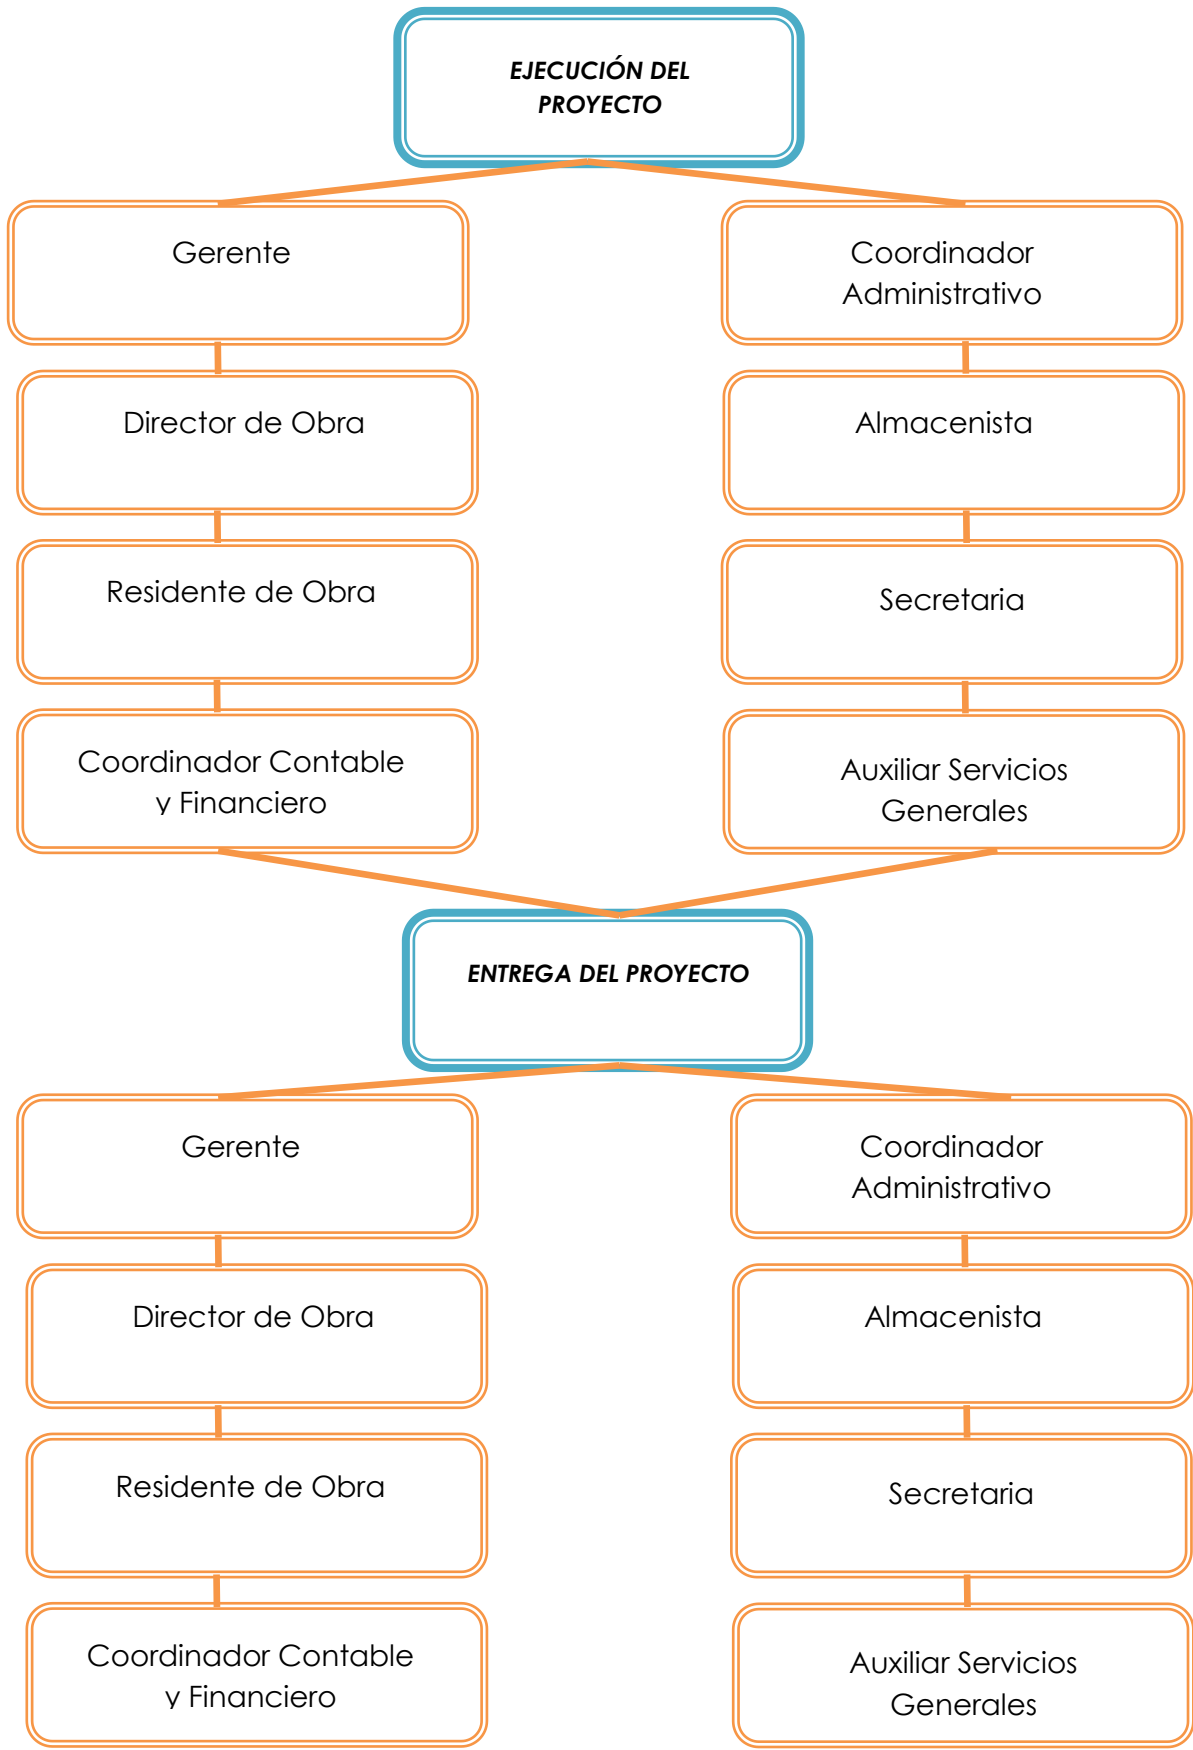 EJECUCIÓN DEL
PROYECTO
Gerente
Coordinador
Administrativo
Director de Obra
Almacenista
Residente de Obra
Secretaria
Coordinador Contable
y Financiero
Auxiliar Servicios
Generales
ENTREGA DEL PROYECTO
Gerente
Coordinador
Administrativo
Director de Obra
Almacenista
Residente de Obra
Secretaria
Coordinador Contable
y Financiero
Auxiliar Servicios
Generales